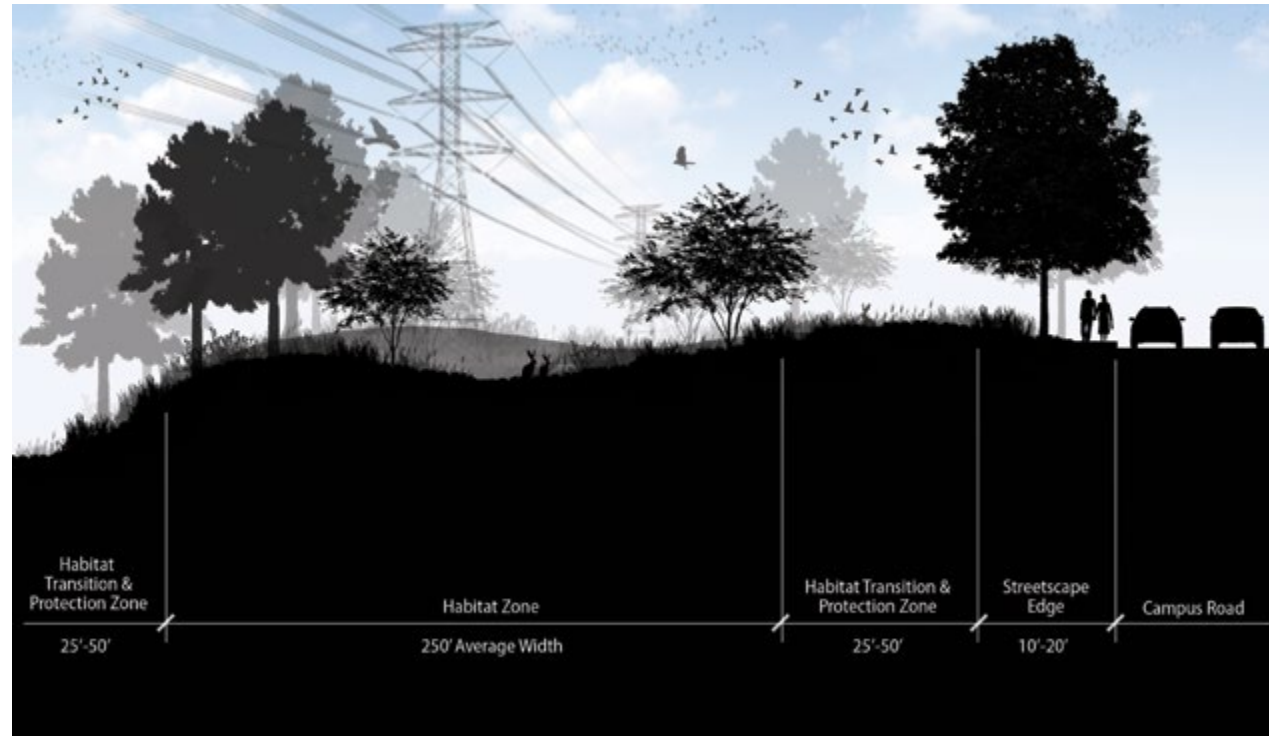 Habitat
Transition &
Protection Zone
25'-50'
Habitat Zone
250' Average Width
Habitat Transition &
Protection Zone
25'-50'
Streetscape
Edge
10'-20'
Campus Road